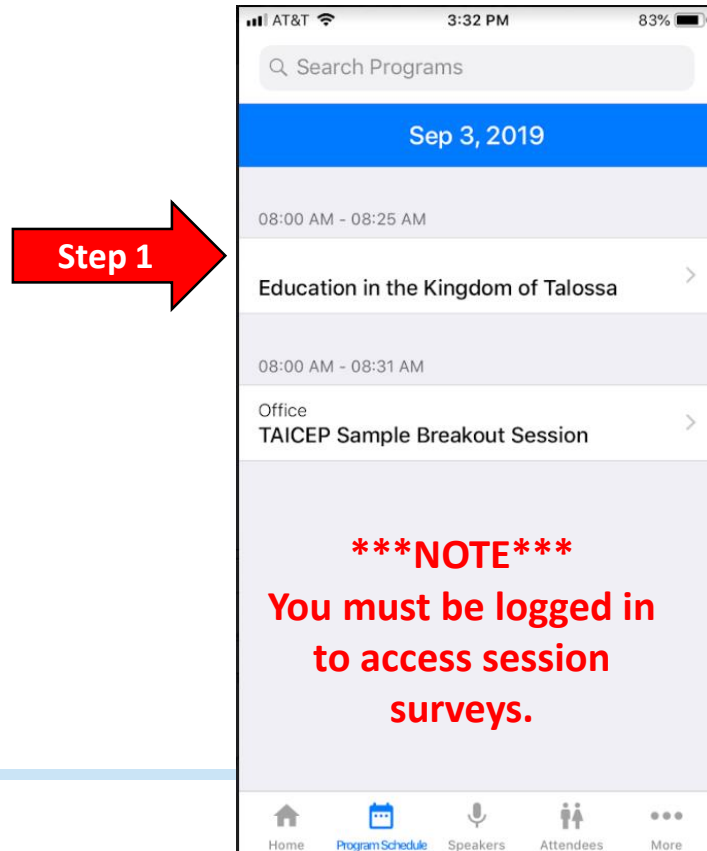 AT&T 3:32 PM 83%
Search Programs
Sep 3, 2019
08:00 AM - 08:25 AM
Step 1
Education in the Kingdom of Talossa
08:00 AM - 08:31 AM
Office
TAICEP Sample Breakout Session
***NOTE***
You must be logged in
to access session
surveys.
Home Program Schedule Speakers Attendees More